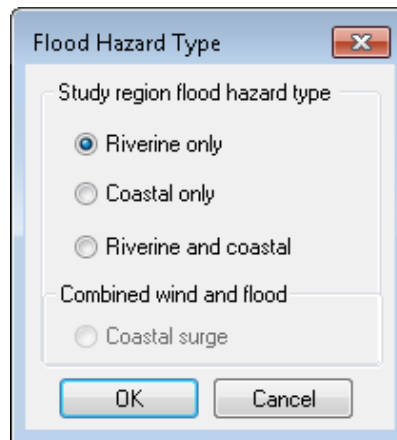 Flood Hazard Type
Study region flood hazard type
Riverine only
Coastal only
Riverine and coastal
Combined wind and flood
Coastal surge
OK Cancel